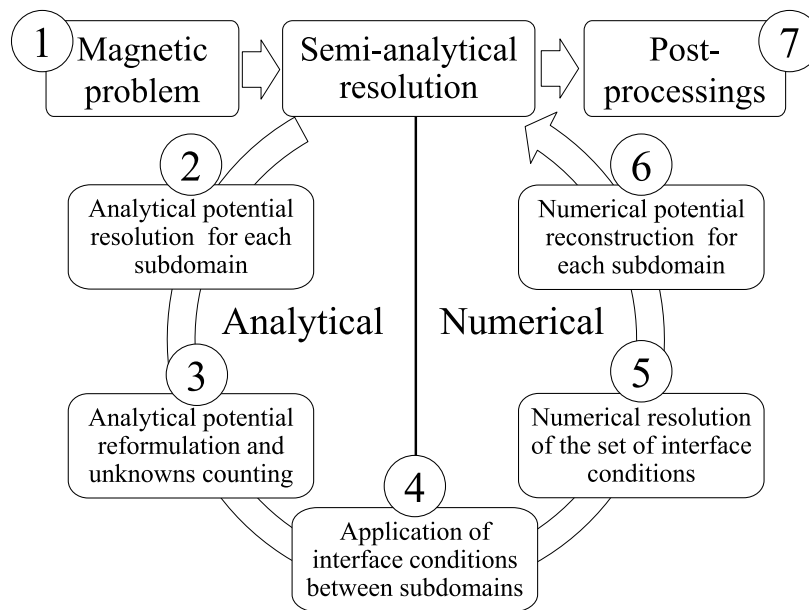 1
Magnetic
problem
Semi-analytical
resolution
Post-
processings
7
2
Analytical potential
resolution for each
subdomain
Analytical
3
Analytical potential
reformulation and
unknowns counting
4
Application of
interface conditions
between subdomains
5
Numerical resolution
of the set of interface
conditions
Numerical
6
Numerical potential
reconstruction for
each subdomain